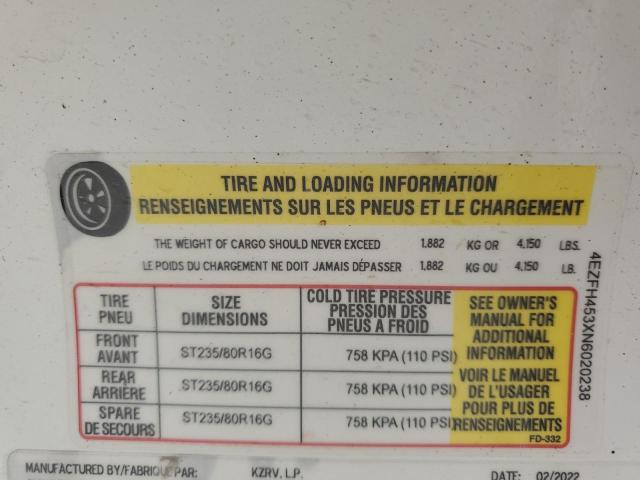 TIRE AND LOADING INFORMATION
RENSEIGNEMENTS SUR LES PNEUS ET LE CHARGEMENT
THE WEIGHT OF CARGO SHOULD NEVER EXCEED 1,882 KG OR 4,150 LBS.
LE POIDS DU CHARGEMENT NE DOIT JAMAIS DÉPASSER 1,882 KG OU 4,150 LB.
TIRE
PNEU
SIZE
DIMENSIONS
COLD TIRE PRESSURE
PRESSION DES
PNEUS A FROID
SEE OWNER'S
MANUAL FOR
ADDITIONAL
INFORMATION
VOIR LE MANUEL
DE L'USAGER
POUR PLUS DE
RENSEIGNEMENTS
FD-332
FRONT
AVANT
ST235/80R16G
758 KPA (110 PSI)
REAR
ARRIÈRE
ST235/80R16G
758 KPA (110 PSI)
SPARE
DE SECOURS
ST235/80R16G
758 KPA (110 PSI)
4EZFH453XN6020238
MANUFACTURED BY/FABRIQUE PAR: KZRV, L.P. DATE: 02/2022